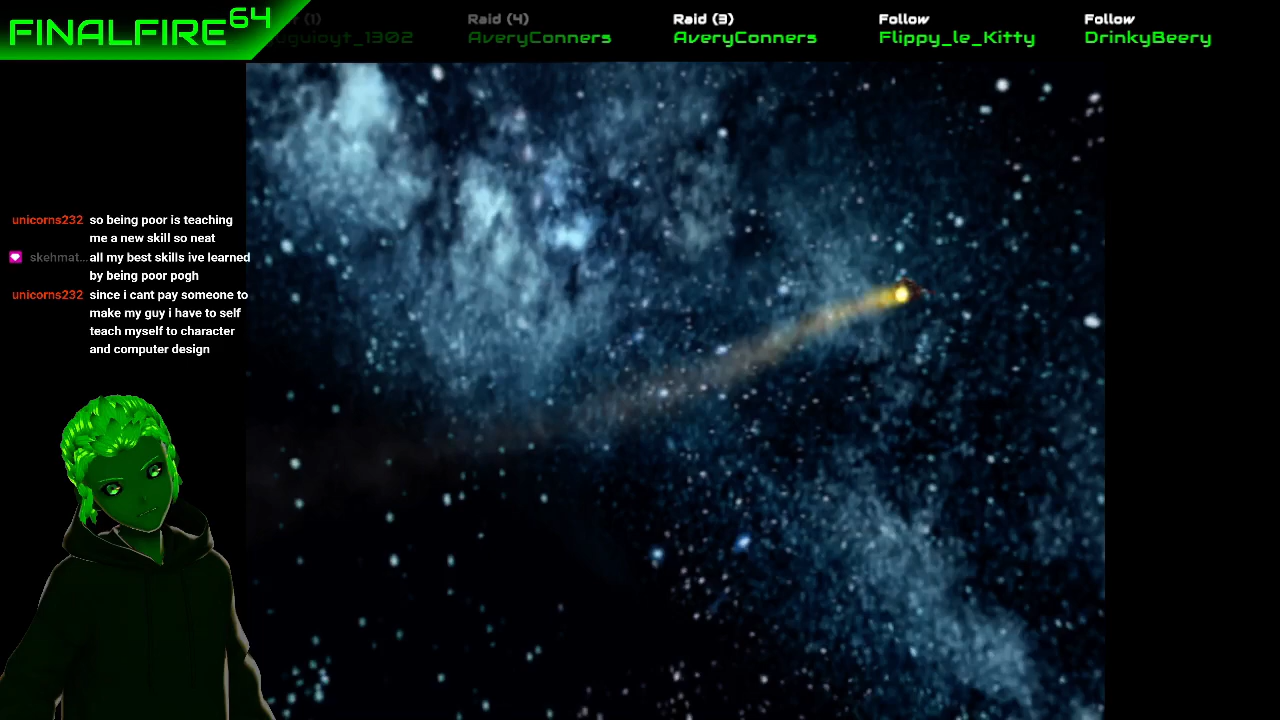 FINALFIRE64
Raid (4)
AveryConners
Raid (3)
AveryConners
Follow
Flippy_le_Kitty
Follow
DrinkyBeery
unicorns232 so being poor is teaching
me a new skill so neat
skehmat... all my best skills ive learned
by being poor pogh
unicorns232 since i cant pay someone to
make my guy i have to self
teach myself to character
and computer design